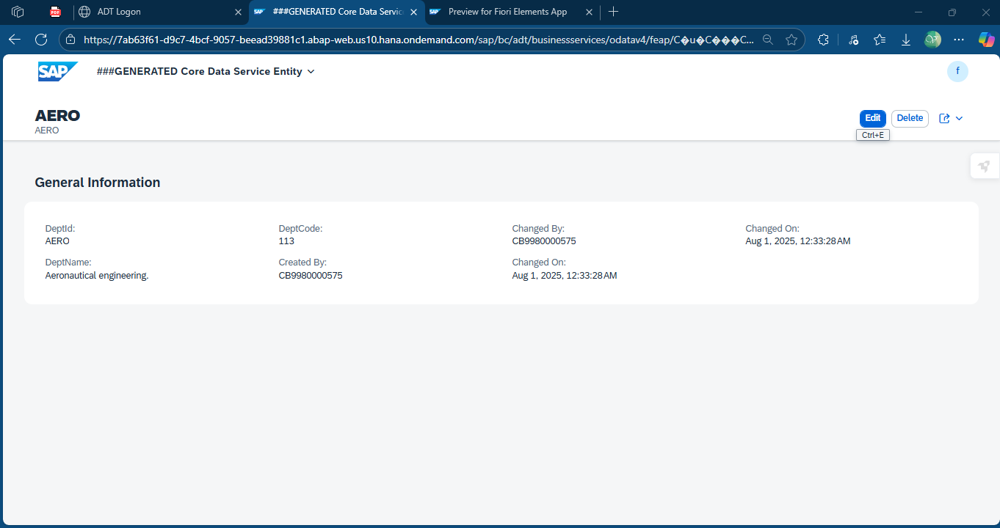 PDF
ADT Logon
SAP
###GENERATED Core Data Servic
SAP
Preview for Fiori Elements App
https://7ab63f61-d9c7-4bcf-9057-beead39881c1.abap-web.us10.hana.ondemand.com/sap/bc/adt/businessservices/odatav4/feap/C�u�C���C...
SAP
###GENERATED Core Data Service Entity
f
AERO
AERO
Edit
Delete
Ctrl+E
General Information
DeptId:
AERO
DeptCode:
113
Changed By:
CB9980000575
Changed On:
Aug 1, 2025, 12:33:28 AM
DeptName:
Aeronautical engineering.
Created By:
CB9980000575
Changed On:
Aug 1, 2025, 12:33:28 AM